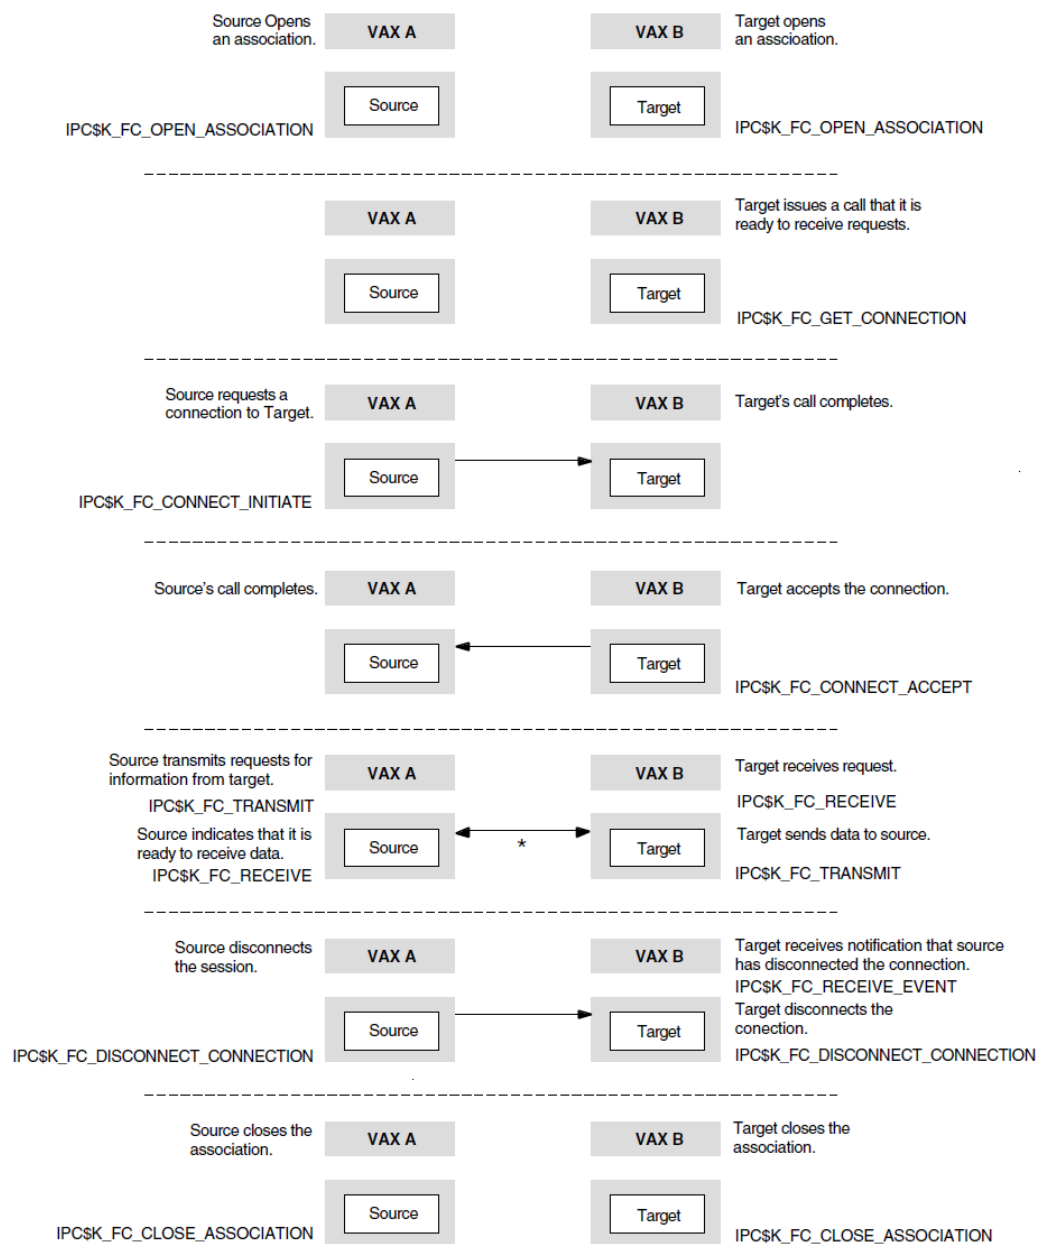 Source Opens
an association.
VAX A
VAX B
Target opens
an asscioation.
Source
Target
IPC$K_FC_OPEN_ASSOCIATION
IPC$K_FC_OPEN_ASSOCIATION
VAX A
VAX B
Target issues a call that it is
ready to receive requests.
Source
Target
IPC$K_FC_GET_CONNECTION
Source requests a
connection to Target.
VAX A
VAX B
Target's call completes.
Source
Target
IPC$K_FC_CONNECT_INITIATE
Source's call completes.
VAX A
VAX B
Target accepts the connection.
Source
Target
IPC$K_FC_CONNECT_ACCEPT
Source transmits requests for
information from target.
IPC$K_FC_TRANSMIT
VAX A
VAX B
Target receives request.
IPC$K_FC_RECEIVE
Source indicates that it is
ready to receive data.
IPC$K_FC_RECEIVE
Source
*
Target
Target sends data to source.
IPC$K_FC_TRANSMIT
Source disconnects
the session.
VAX A
VAX B
Target receives notification that source
has disconnected the connection.
IPC$K_FC_RECEIVE_EVENT
Source
Target
Target disconnects the
conection.
IPC$K_FC_DISCONNECT_CONNECTION
IPC$K_FC_DISCONNECT_CONNECTION
Source closes the
association.
VAX A
VAX B
Target closes the
association.
Source
Target
IPC$K_FC_CLOSE_ASSOCIATION
IPC$K_FC_CLOSE_ASSOCIATION